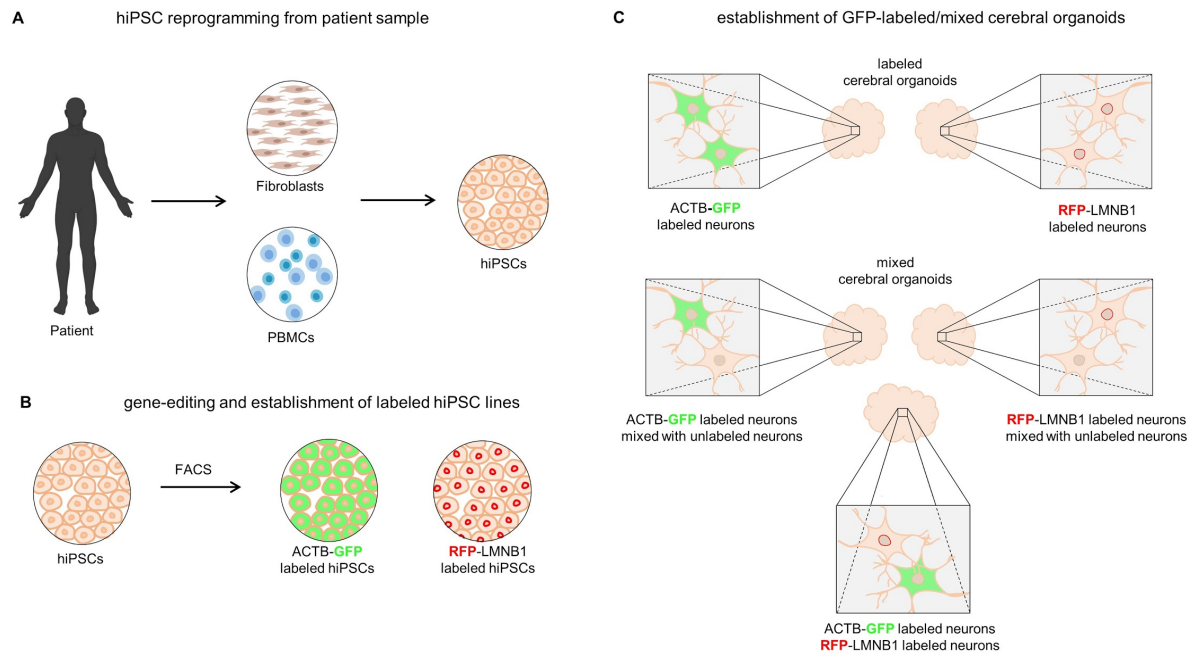 A
hiPSC reprogramming from patient sample
Fibroblasts
hiPSCs
Patient
PBMCs
B
gene-editing and establishment of labeled hiPSC lines
FACS
hiPSCs
ACTB-GFP
labeled hiPSCs
RFP-LMNB1
labeled hiPSCs
C
establishment of GFP-labeled/mixed cerebral organoids
labeled
cerebral organoids
ACTB-GFP
labeled neurons
RFP-LMNB1
labeled neurons
mixed
cerebral organoids
ACTB-GFP labeled neurons
mixed with unlabeled neurons
RFP-LMNB1 labeled neurons
mixed with unlabeled neurons
ACTB-GFP labeled neurons
RFP-LMNB1 labeled neurons